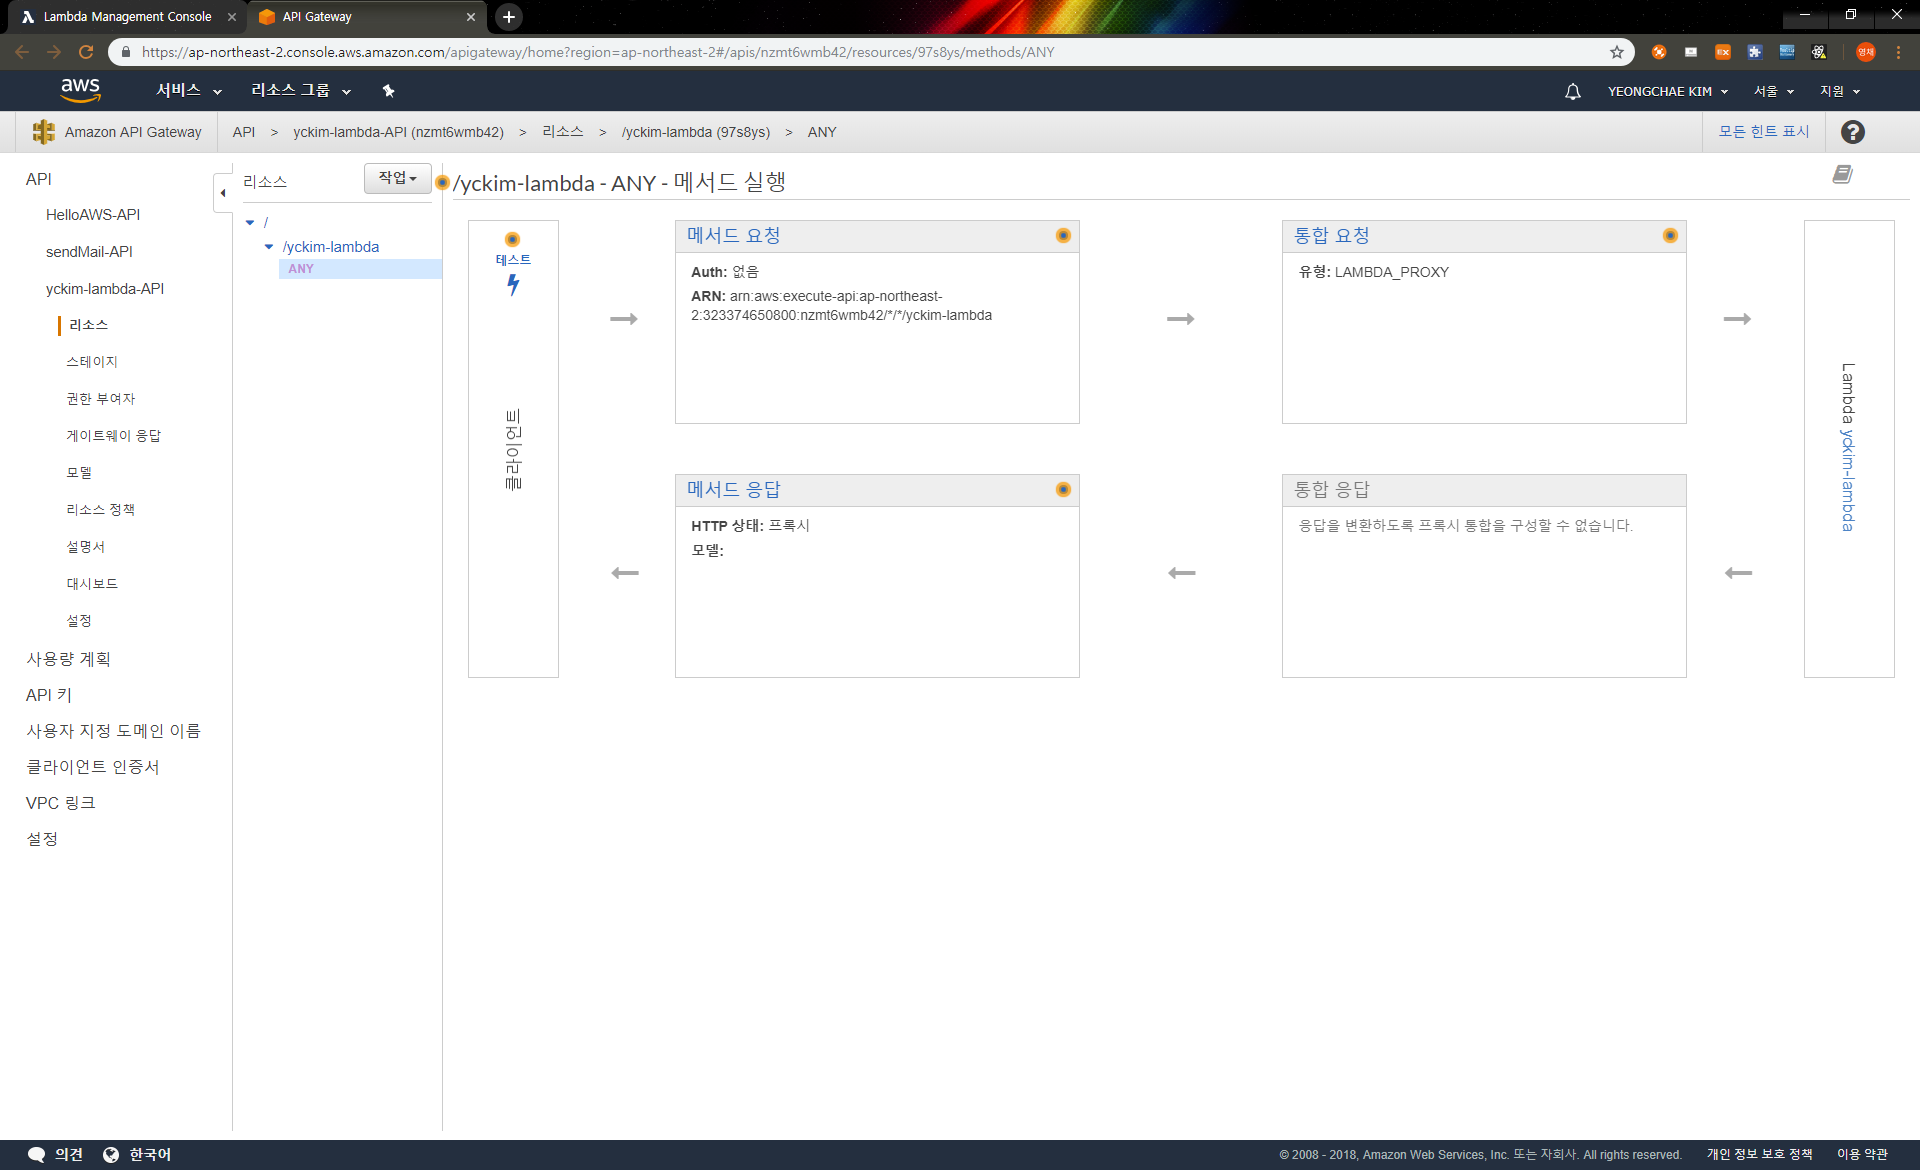 Lambda Management Console
API Gateway
https://ap-northeast-2.console.aws.amazon.com/apigateway/home?region=ap-northeast-2#/apis/nzmt6wmb42/resources/97s8ys/methods/ANY
EX
영채
aws
서비스
리소스 그룹
YEONGCHAE KIM
서울
지원
Amazon API Gateway
API > yckim-lambda-API (nzmt6wmb42) > 리소스 > /yckim-lambda (97s8ys) > ANY
모든 힌트 표시
API
HelloAWS-API
sendMail-API
yckim-lambda-API
리소스
스테이지
권한 부여자
게이트웨이 응답
모델
리소스 정책
설명서
대시보드
설정
사용량 계획
API 키
사용자 지정 도메인 이름
클라이언트 인증서
VPC 링크
설정
리소스
작업
/
/yckim-lambda
ANY
/yckim-lambda - ANY - 메서드 실행
테스트
클라이언트
메서드 요청
Auth: 없음
ARN: arn:aws:execute-api:ap-northeast-
2:323374650800:nzmt6wmb42/*/*/yckim-lambda
통합 요청
유형: LAMBDA_PROXY
Lambda yckim-lambda
메서드 응답
HTTP 상태: 프록시
모델:
통합 응답
응답을 변환하도록 프록시 통합을 구성할 수 없습니다.
의견
한국어
© 2008 - 2018, Amazon Web Services, Inc. 또는 자회사. All rights reserved.
개인 정보 보호 정책
이용 약관